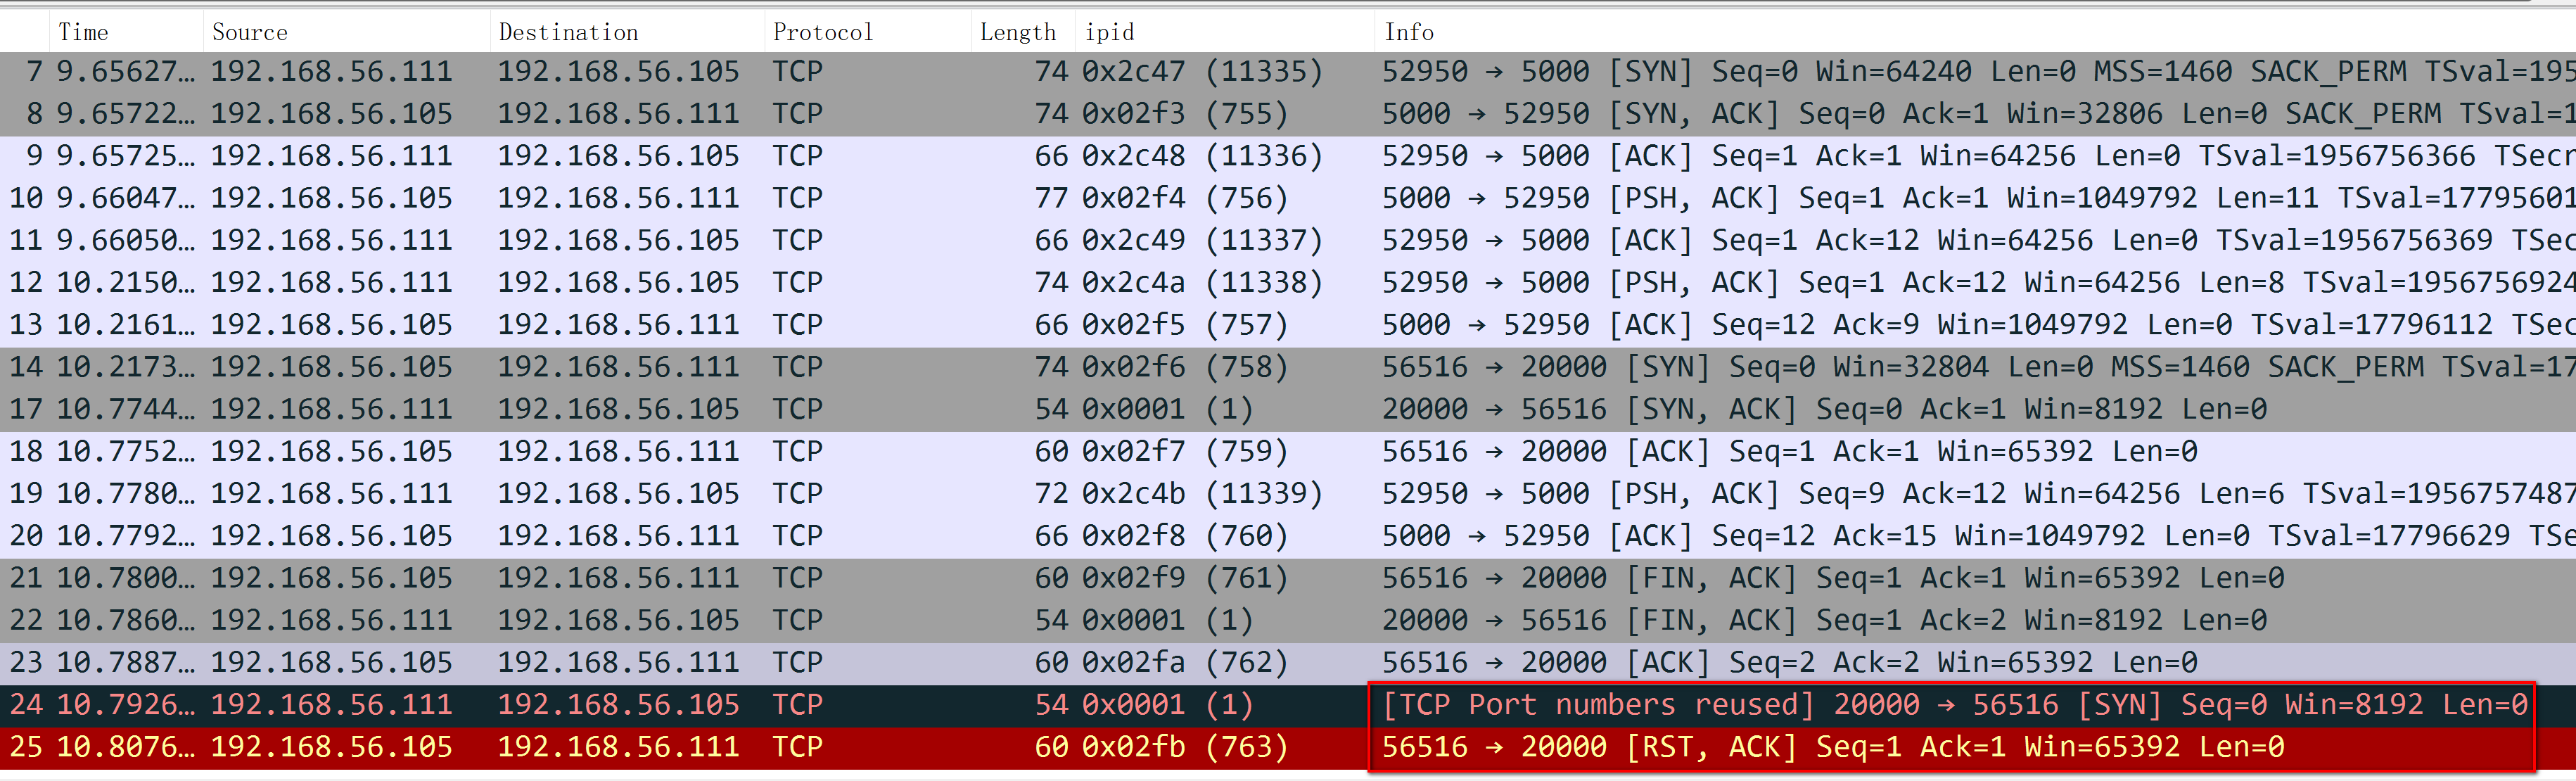 Time Source Destination Protocol Length ipid Info
7 9.65627… 192.168.56.111 192.168.56.105 TCP 74 0x2c47 (11335) 52950 → 5000 [SYN] Seq=0 Win=64240 Len=0 MSS=1460 SACK_PERM TSval=195
8 9.65722… 192.168.56.105 192.168.56.111 TCP 74 0x02f3 (755) 5000 → 52950 [SYN, ACK] Seq=0 Ack=1 Win=32806 Len=0 SACK_PERM TSval=1
9 9.65725… 192.168.56.111 192.168.56.105 TCP 66 0x2c48 (11336) 52950 → 5000 [ACK] Seq=1 Ack=1 Win=64256 Len=0 TSval=1956756366 TSecr
10 9.66047… 192.168.56.105 192.168.56.111 TCP 77 0x02f4 (756) 5000 → 52950 [PSH, ACK] Seq=1 Ack=1 Win=1049792 Len=11 TSval=17795601
11 9.66050… 192.168.56.111 192.168.56.105 TCP 66 0x2c49 (11337) 52950 → 5000 [ACK] Seq=1 Ack=12 Win=64256 Len=0 TSval=1956756369 TSec
12 10.2150… 192.168.56.111 192.168.56.105 TCP 74 0x2c4a (11338) 52950 → 5000 [PSH, ACK] Seq=1 Ack=12 Win=64256 Len=8 TSval=1956756924
13 10.2161… 192.168.56.105 192.168.56.111 TCP 66 0x02f5 (757) 5000 → 52950 [ACK] Seq=12 Ack=9 Win=1049792 Len=0 TSval=17796112 TSec
14 10.2173… 192.168.56.105 192.168.56.111 TCP 74 0x02f6 (758) 56516 → 20000 [SYN] Seq=0 Win=32804 Len=0 MSS=1460 SACK_PERM TSval=17
17 10.7744… 192.168.56.111 192.168.56.105 TCP 54 0x0001 (1) 20000 → 56516 [SYN, ACK] Seq=0 Ack=1 Win=8192 Len=0
18 10.7752… 192.168.56.105 192.168.56.111 TCP 60 0x02f7 (759) 56516 → 20000 [ACK] Seq=1 Ack=1 Win=65392 Len=0
19 10.7780… 192.168.56.111 192.168.56.105 TCP 72 0x2c4b (11339) 52950 → 5000 [PSH, ACK] Seq=9 Ack=12 Win=64256 Len=6 TSval=1956757487
20 10.7792… 192.168.56.105 192.168.56.111 TCP 66 0x02f8 (760) 5000 → 52950 [ACK] Seq=12 Ack=15 Win=1049792 Len=0 TSval=17796629 TSe
21 10.7800… 192.168.56.105 192.168.56.111 TCP 60 0x02f9 (761) 56516 → 20000 [FIN, ACK] Seq=1 Ack=1 Win=65392 Len=0
22 10.7860… 192.168.56.111 192.168.56.105 TCP 54 0x0001 (1) 20000 → 56516 [FIN, ACK] Seq=1 Ack=2 Win=8192 Len=0
23 10.7887… 192.168.56.105 192.168.56.111 TCP 60 0x02fa (762) 56516 → 20000 [ACK] Seq=2 Ack=2 Win=65392 Len=0
24 10.7926… 192.168.56.111 192.168.56.105 TCP 54 0x0001 (1) [TCP Port numbers reused] 20000 → 56516 [SYN] Seq=0 Win=8192 Len=0
25 10.8076… 192.168.56.105 192.168.56.111 TCP 60 0x02fb (763) 56516 → 20000 [RST, ACK] Seq=1 Ack=1 Win=65392 Len=0